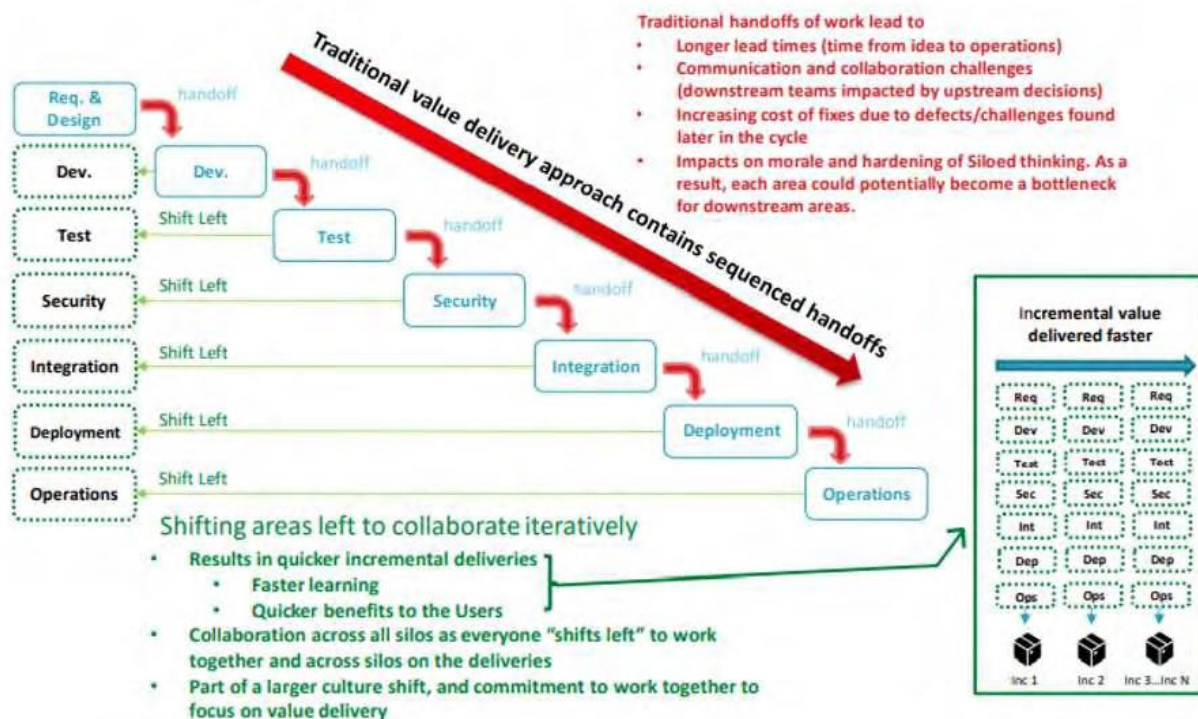 Traditional handoffs of work lead to
• Longer lead times (time from idea to operations)
• Communication and collaboration challenges
(downstream teams impacted by upstream decisions)
• Increasing cost of fixes due to defects/challenges found
later in the cycle
• Impacts on morale and hardening of Siloed thinking. As a
result, each area could potentially become a bottleneck
for downstream areas.
Traditional value delivery approach contains sequenced handoffs
Req. &
Design
handoff
Dev.
Dev.
handoff
Test
Shift Left
Test
handoff
Security
Shift Left
Security
handoff
Integration
Shift Left
Integration
handoff
Deployment
Shift Left
Deployment
handoff
Operations
Shift Left
Operations
Shifting areas left to collaborate iteratively
• Results in quicker incremental deliveries
• Faster learning
• Quicker benefits to the Users
• Collaboration across all silos as everyone “shifts left” to work
together and across silos on the deliveries
• Part of a larger culture shift, and commitment to work together to
focus on value delivery
Incremental value
delivered faster
Req Req Req
Dev Dev Dev
Test Test Test
Sec Sec Sec
Int Int Int
Dep Dep Dep
Ops Ops Ops
Inc 1 Inc 2 Inc 3...Inc N